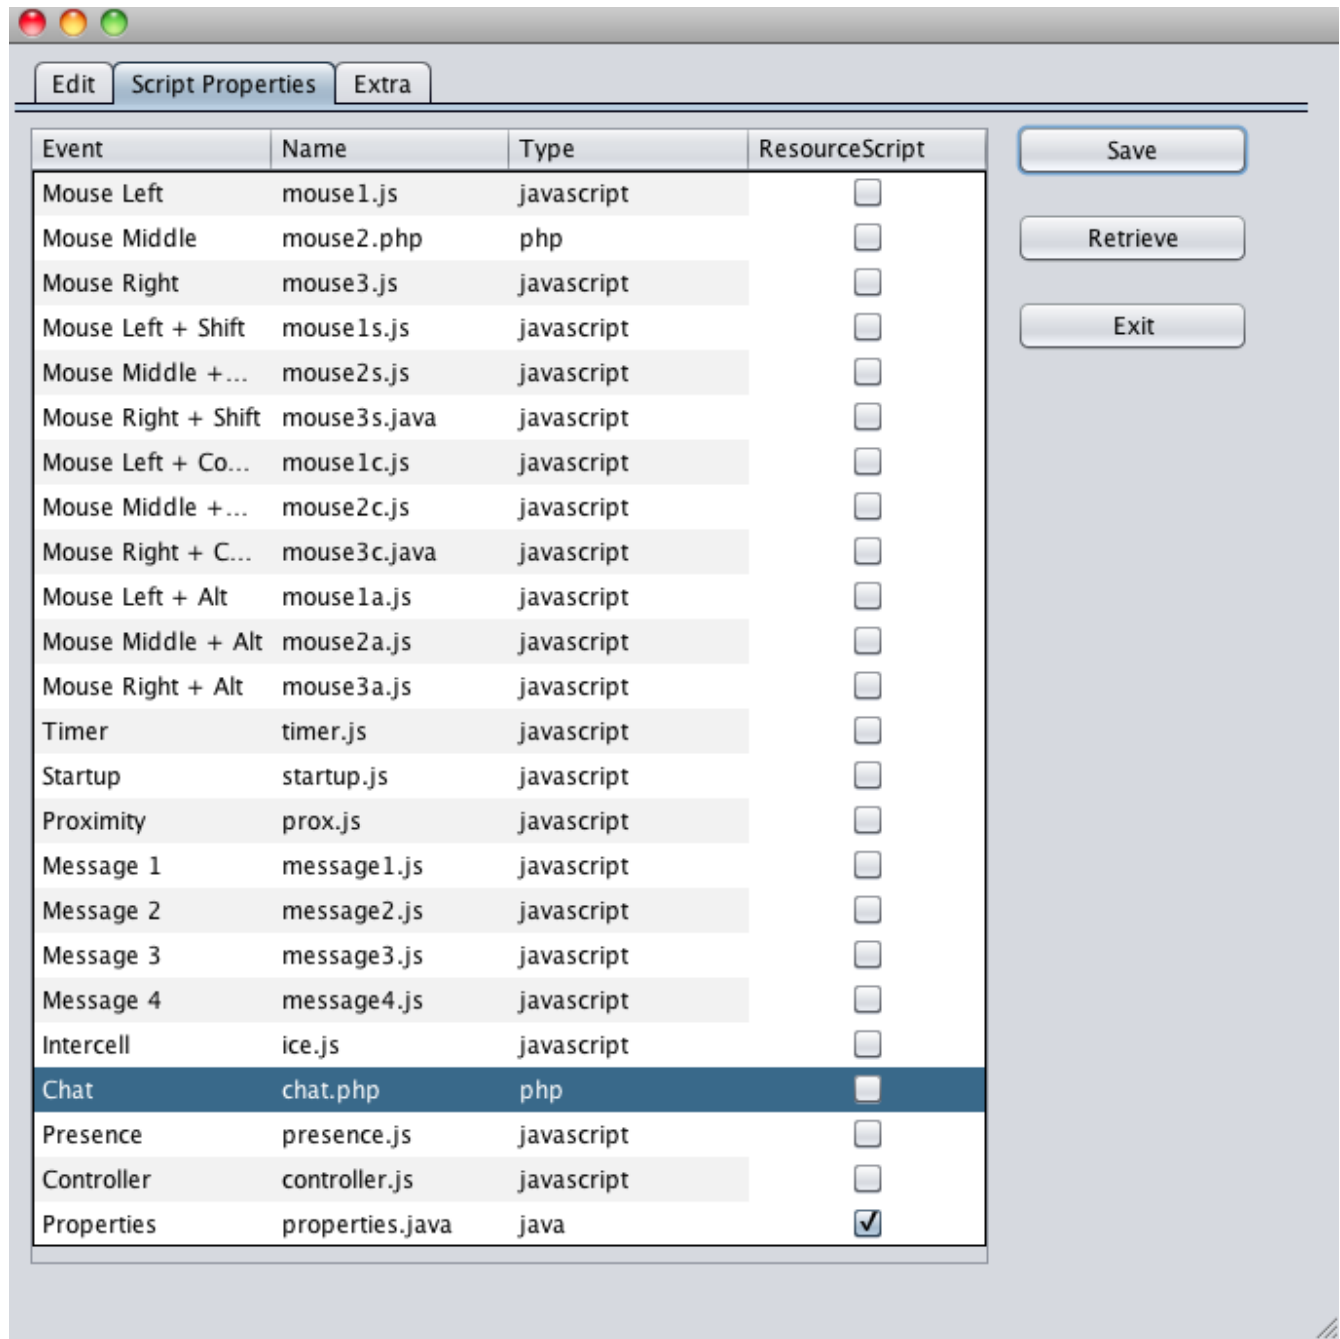 Edit Script Properties Extra
Event Name Type ResourceScript
Mouse Left mouse1.js javascript
Mouse Middle mouse2.php php
Mouse Right mouse3.js javascript
Mouse Left + Shift mouse1s.js javascript
Mouse Middle +... mouse2s.js javascript
Mouse Right + Shift mouse3s.java javascript
Mouse Left + Co... mouse1c.js javascript
Mouse Middle +... mouse2c.js javascript
Mouse Right + C... mouse3c.java javascript
Mouse Left + Alt mouse1a.js javascript
Mouse Middle + Alt mouse2a.js javascript
Mouse Right + Alt mouse3a.js javascript
Timer timer.js javascript
Startup startup.js javascript
Proximity prox.js javascript
Message 1 message1.js javascript
Message 2 message2.js javascript
Message 3 message3.js javascript
Message 4 message4.js javascript
Intercell ice.js javascript
Chat chat.php php
Presence presence.js javascript
Controller controller.js javascript
Properties properties.java java
Save
Retrieve
Exit